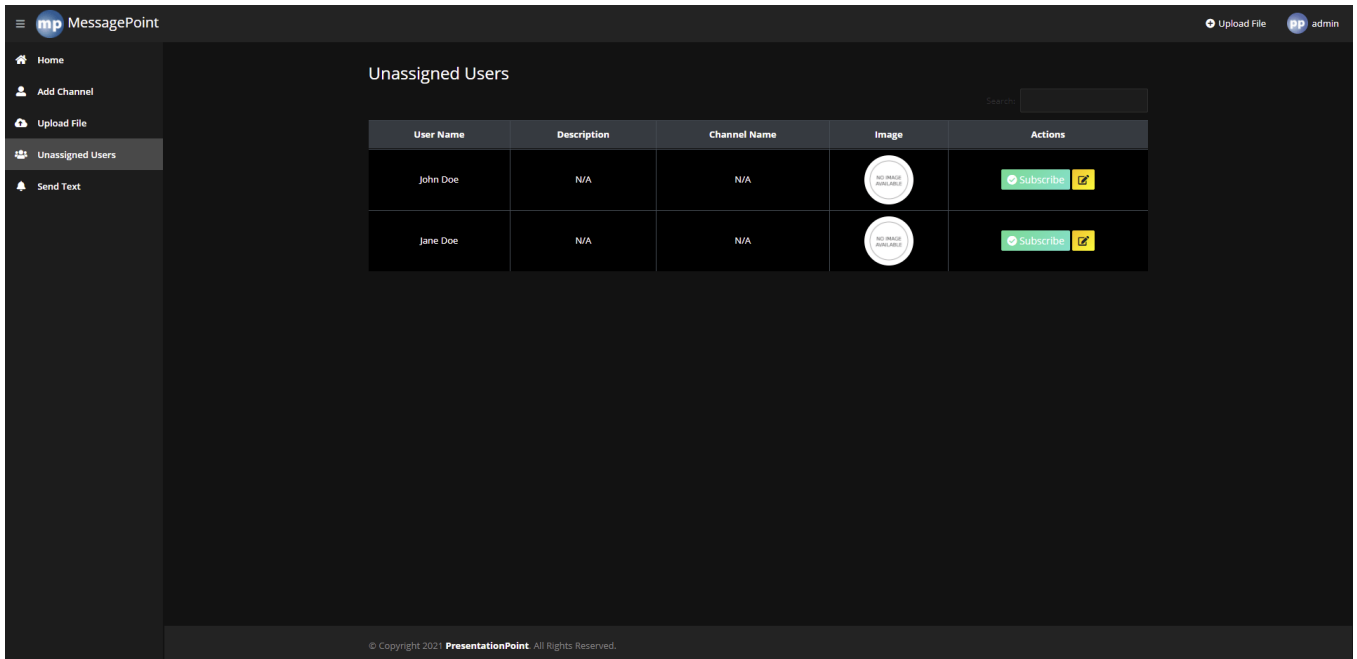 mp MessagePoint
Upload File
pp admin
Home
Add Channel
Upload File
Unassigned Users
Send Text
Unassigned Users
Search:
User Name Description Channel Name Image Actions
John Doe N/A N/A NO IMAGE AVAILABLE Subscribe
Jane Doe N/A N/A NO IMAGE AVAILABLE Subscribe
© Copyright 2021 PresentationPoint. All Rights Reserved.